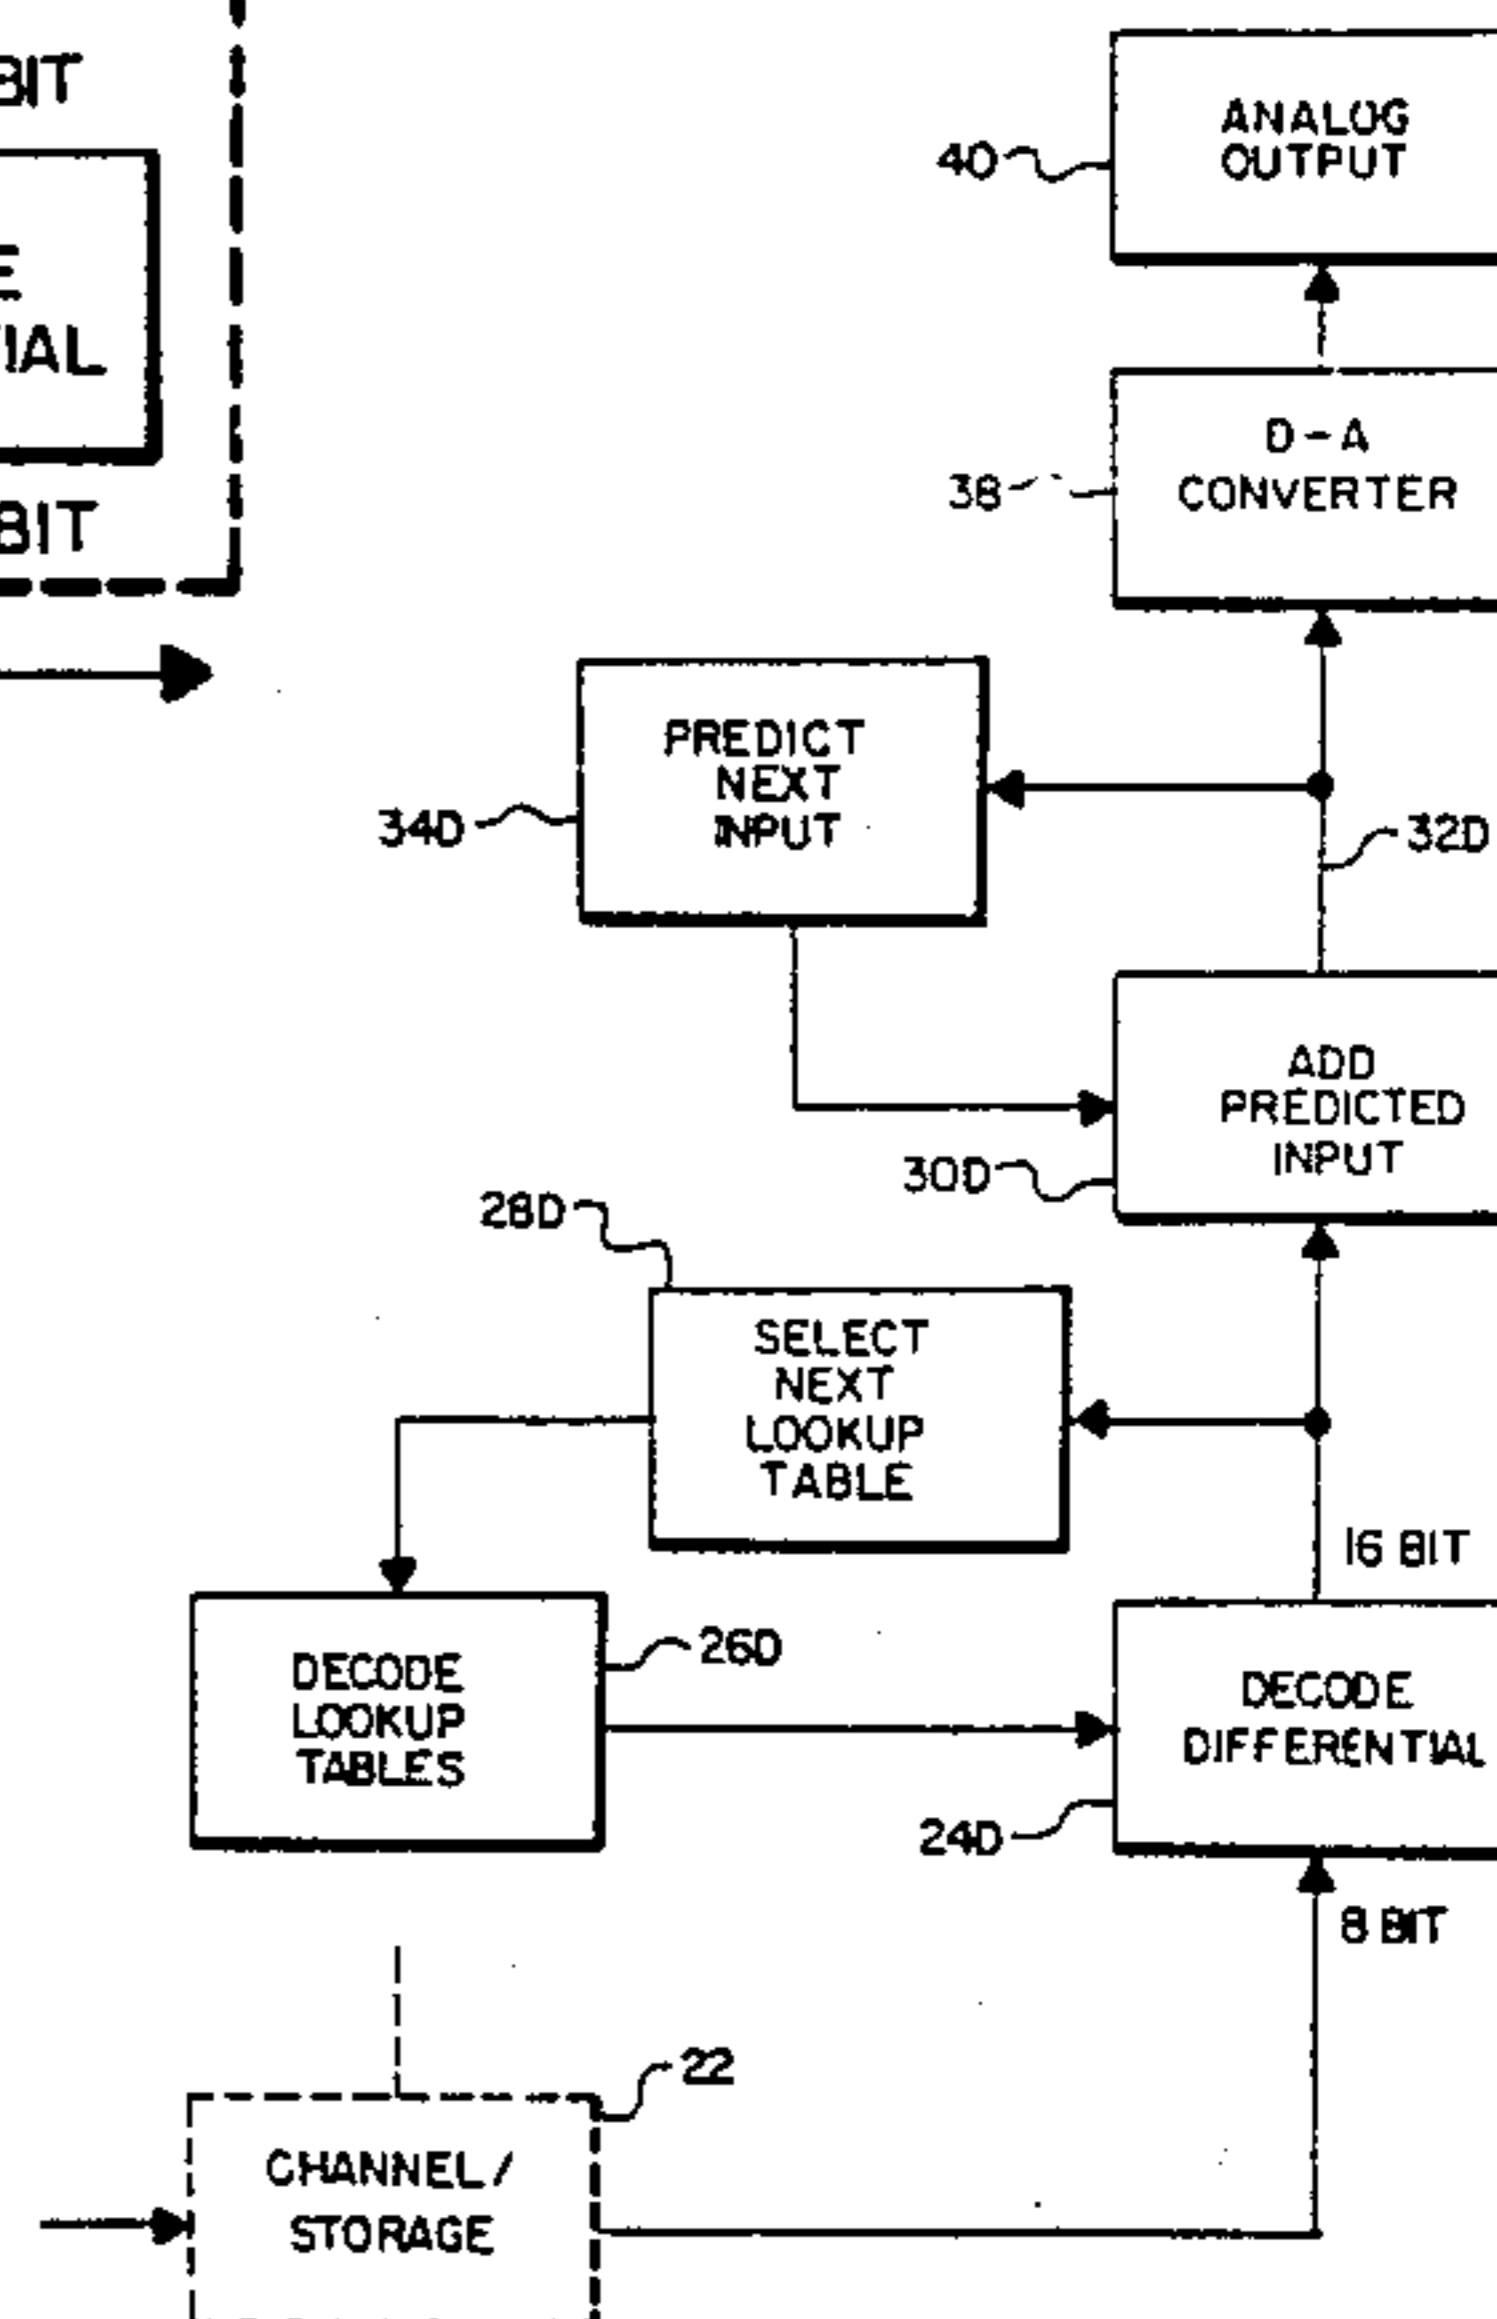 BIT
TIAL
BIT
ANALOG
OUTPUT
40
D-A
CONVERTER
38
PREDICT
NEXT
INPUT
34D
32D
ADD
PREDICTED
INPUT
30D
28D
SELECT
NEXT
LOOKUP
TABLE
16 BIT
DECODE
LOOKUP
TABLES
26D
DECODE
DIFFERENTIAL
24D
8 BIT
22
CHANNEL/
STORAGE